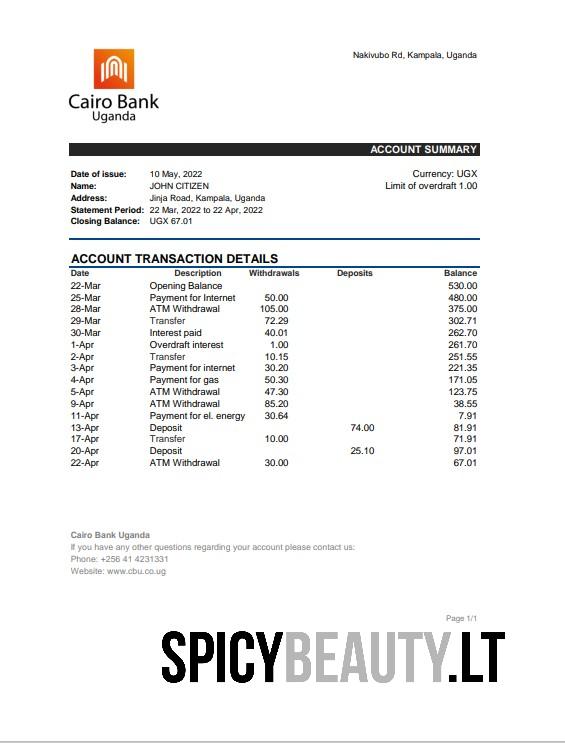 Nakivubo Rd, Kampala, Uganda
Cairo Bank
Uganda
ACCOUNT SUMMARY
Date of issue: 10 May, 2022 Currency: UGX
Name: JOHN CITIZEN Limit of overdraft 1.00
Address: Jinja Road, Kampala, Uganda
Statement Period: 22 Mar, 2022 to 22 Apr, 2022
Closing Balance: UGX 67.01
ACCOUNT TRANSACTION DETAILS
Date Description Withdrawals Deposits Balance
22-Mar Opening Balance 530.00
25-Mar Payment for Internet 50.00 480.00
28-Mar ATM Withdrawal 105.00 375.00
29-Mar Transfer 72.29 302.71
30-Mar Interest paid 40.01 262.70
1-Apr Overdraft interest 1.00 261.70
2-Apr Transfer 10.15 251.55
3-Apr Payment for internet 30.20 221.35
4-Apr Payment for gas 50.30 171.05
5-Apr ATM Withdrawal 47.30 123.75
9-Apr ATM Withdrawal 85.20 38.55
11-Apr Payment for el. energy 30.64 7.91
13-Apr Deposit 74.00 81.91
17-Apr Transfer 10.00 71.91
20-Apr Deposit 25.10 97.01
22-Apr ATM Withdrawal 30.00 67.01
Cairo Bank Uganda
If you have any other questions regarding your account please contact us:
Phone: +256 41 4231331
Website: www.cbu.co.ug
Page 1/1
SPICYBEAUTY.LT